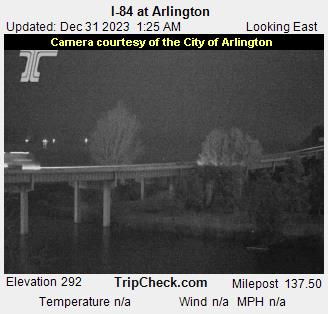 I-84 at Arlington
Updated: Dec 31 2023 1:25 AM Looking East
Camera courtesy of the City of Arlington
Elevation 292 TripCheck.com Milepost 137.50
Temperature n/a Wind n/a MPH n/a